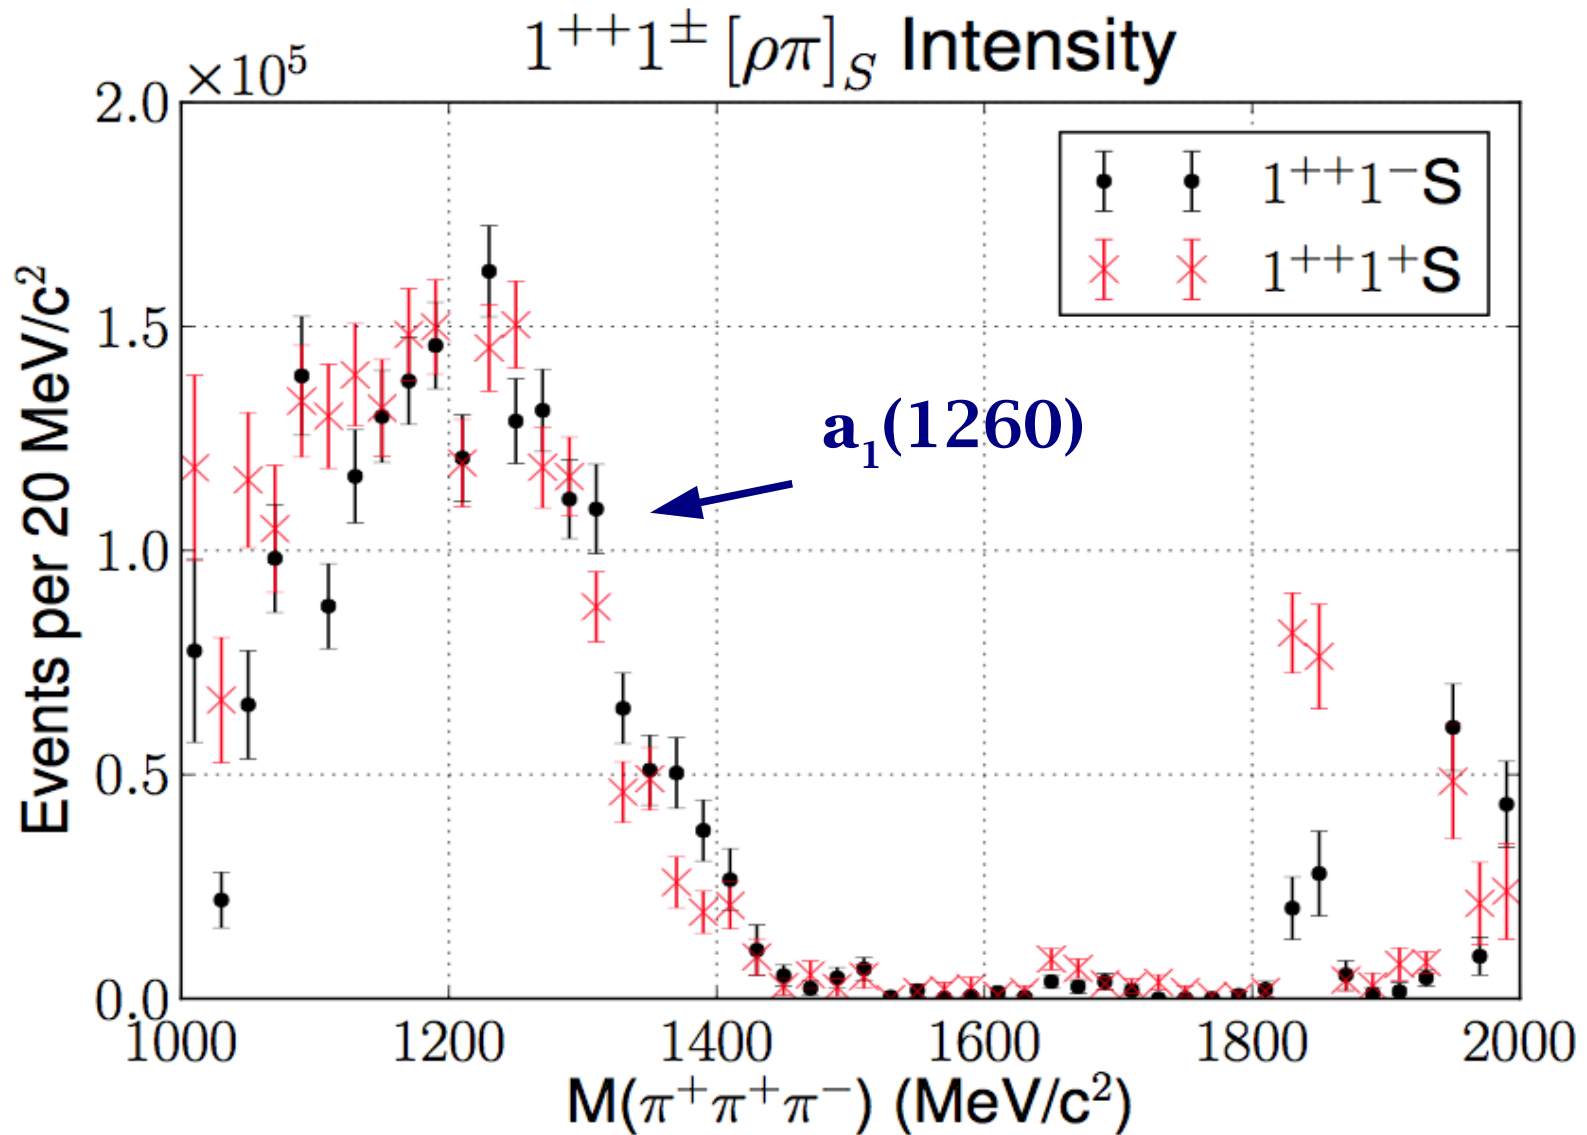 1⁺⁺1± [ρπ]_S Intensity
×10⁵
2.0
1.5
1.0
0.5
0.0
Events per 20 MeV/c²
1⁺⁺1⁻S
1⁺⁺1⁺S
a₁(1260)
1000 1200 1400 1600 1800 2000
M(π⁺π⁺π⁻) (MeV/c²)